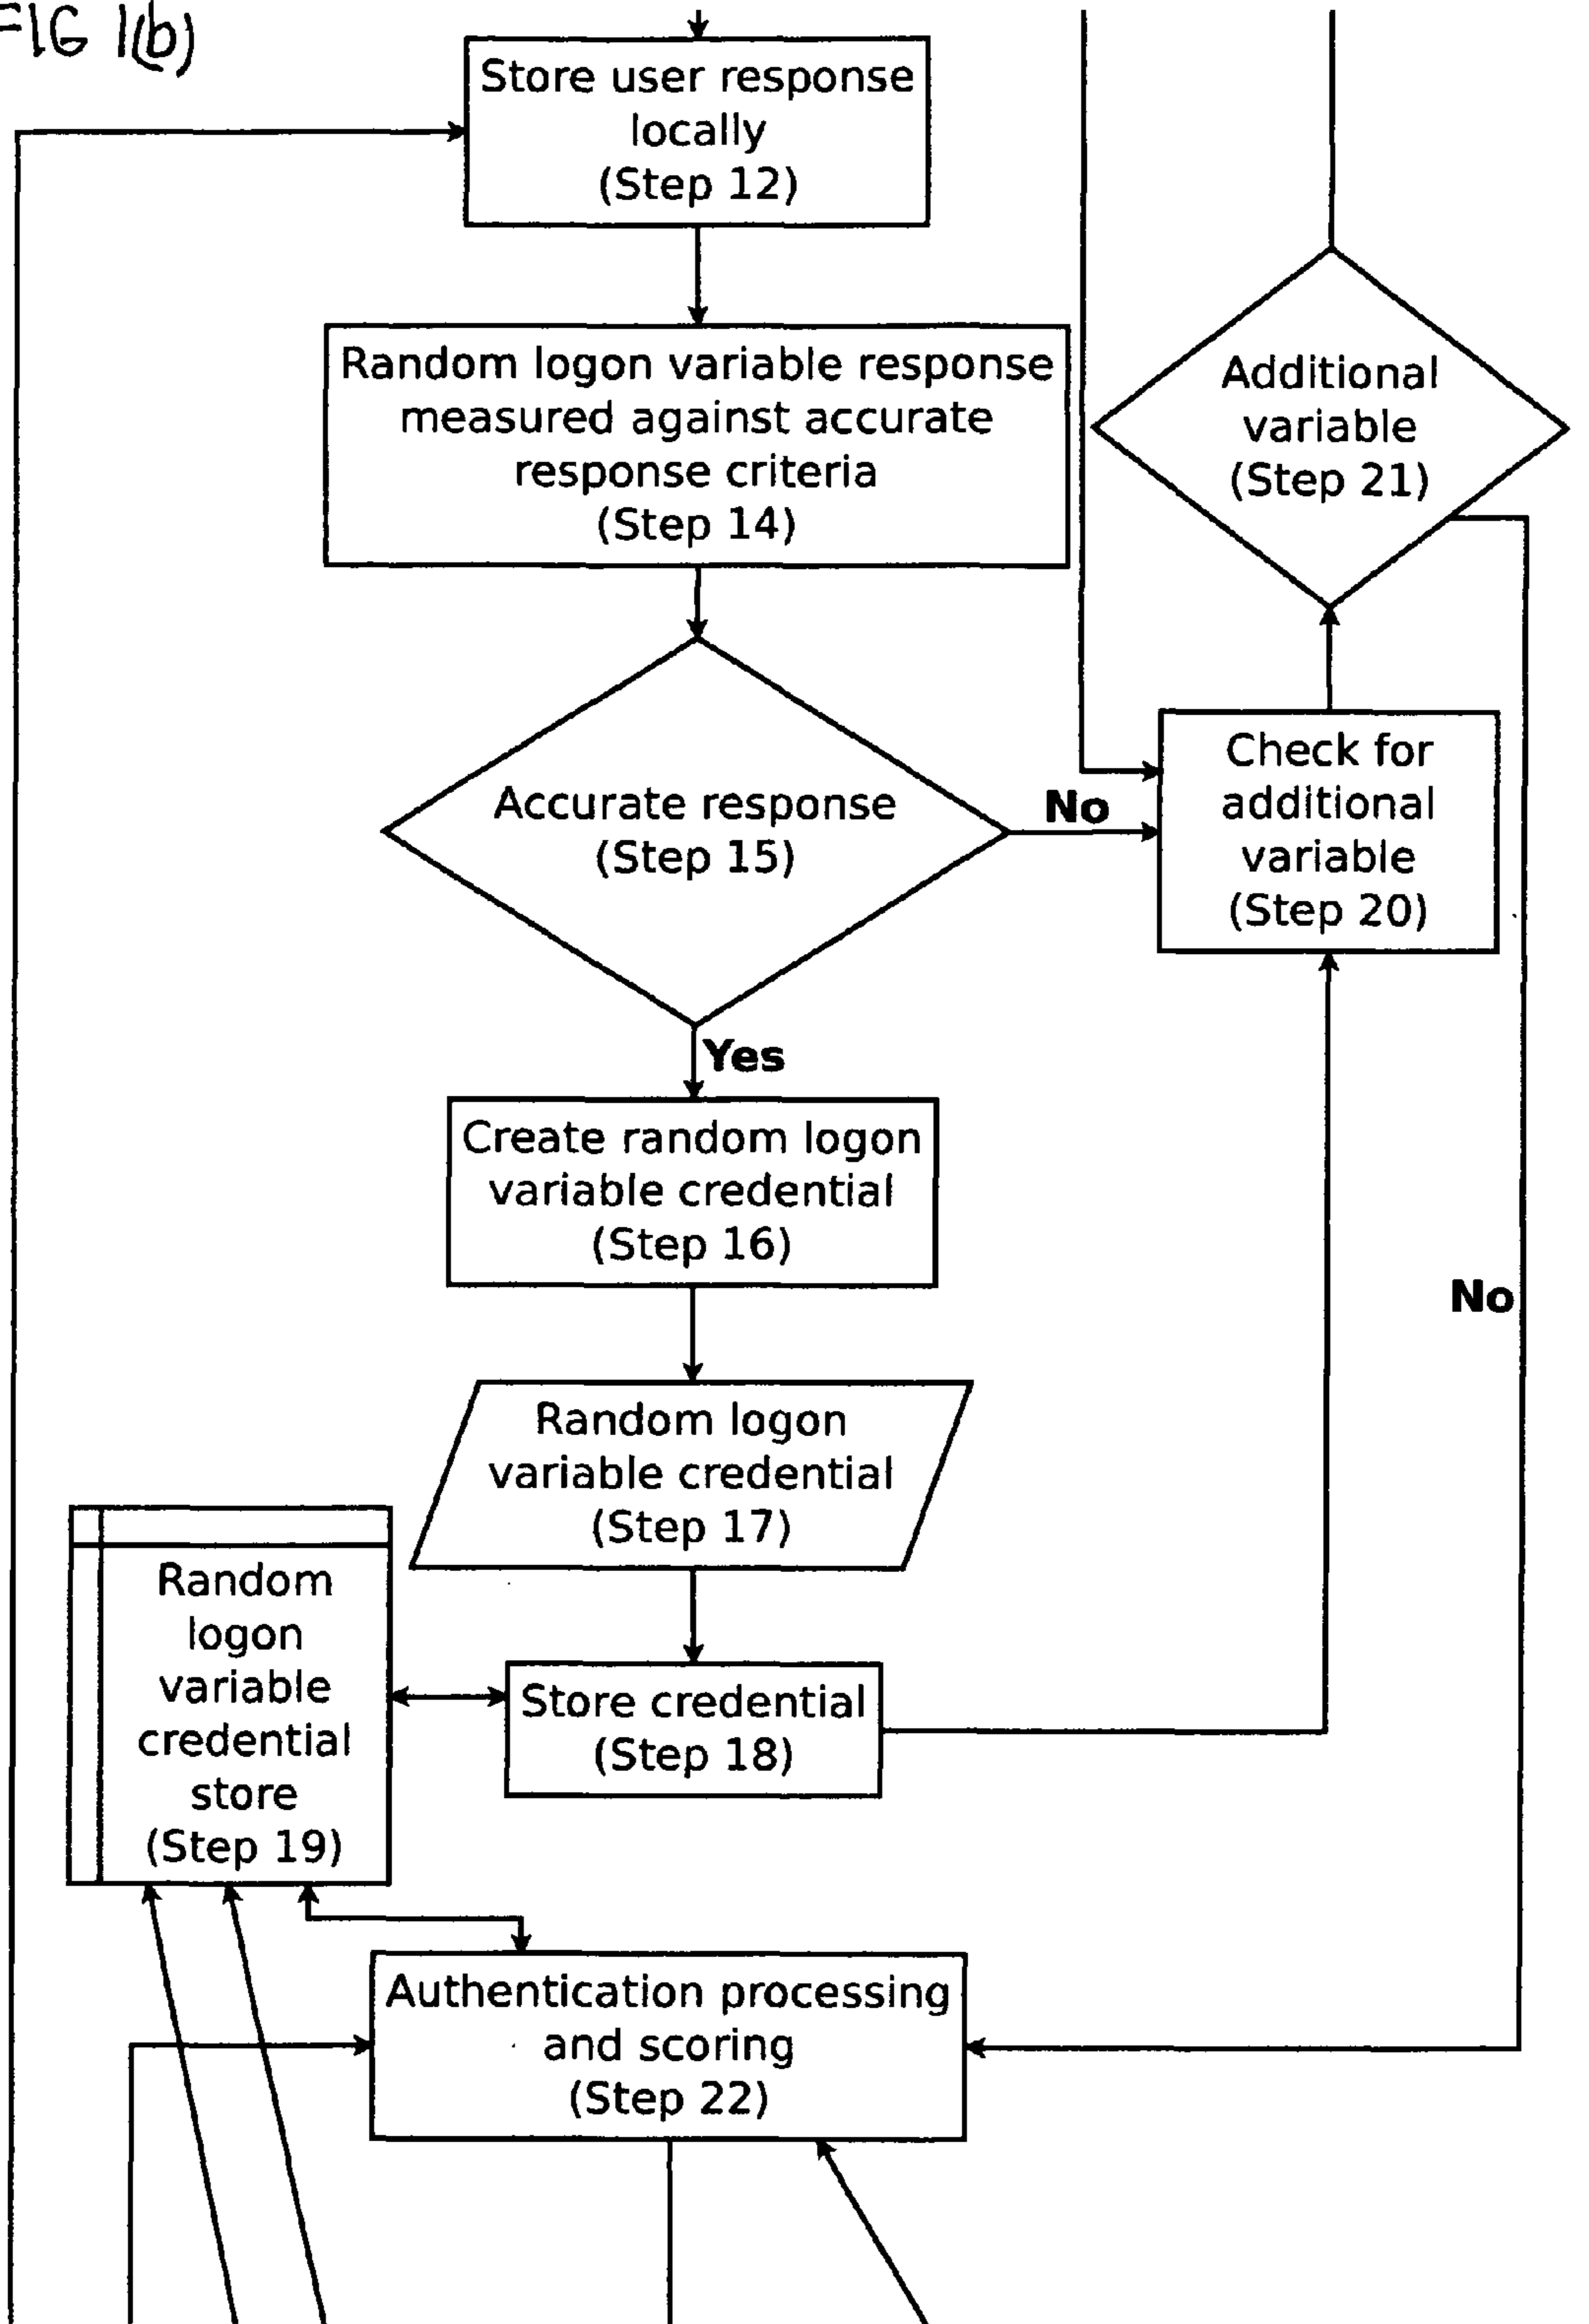 FIG 1(b)
Store user response
locally
(Step 12)
Random logon variable response
measured against accurate
response criteria
(Step 14)
Additional
variable
(Step 21)
Accurate response
(Step 15)
No
Check for
additional
variable
(Step 20)
Yes
Create random logon
variable credential
(Step 16)
No
Random logon
variable credential
(Step 17)
Random
logon
variable
credential
store
(Step 19)
Store credential
(Step 18)
Authentication processing
and scoring
(Step 22)